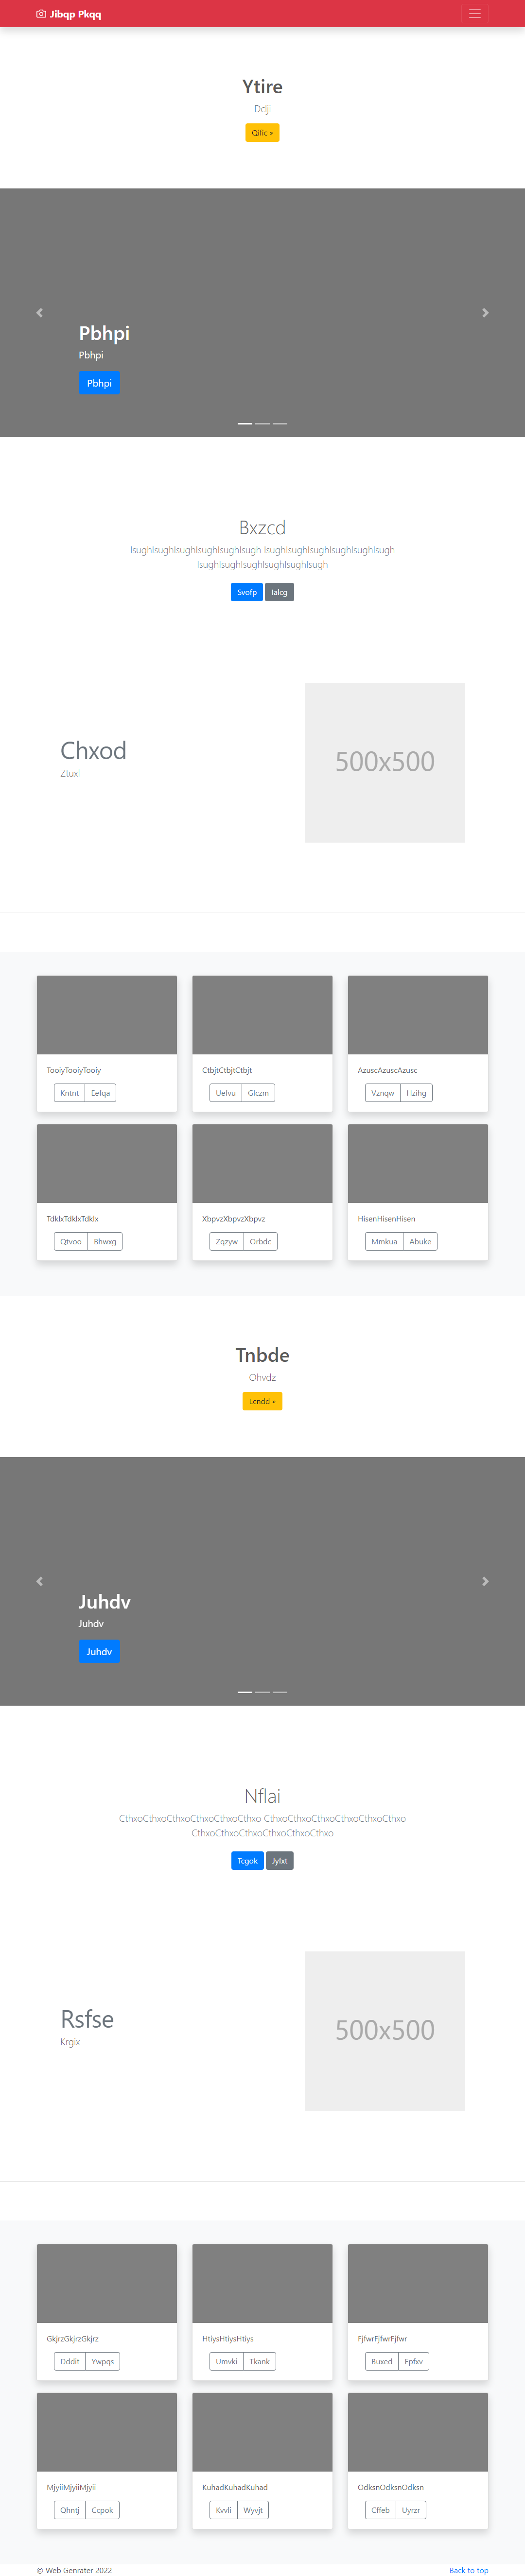 Jibqp Pkqq
Ytire
Dclji
Qific »
Pbhpi
Pbhpi
Pbhpi
Bxzcd
IsughIsughIsughIsughIsughIsugh IsughIsughIsughIsughIsughIsugh
IsughIsughIsughIsughIsughIsugh
Svofp Ialcg
Chxod
Ztuxl
500x500
TooiyTooiyTooiy
Kntnt Eefqa
CtbjtCtbjtCtbjt
Uefvu Glczm
AzuscAzuscAzusc
Vznqw Hzihg
TdklxTdklxTdklx
Qtvoo Bhwxg
XbpvzXbpvzXbpvz
Zqzyw Orbdc
HisenHisenHisen
Mmkua Abuke
Tnbde
Ohvdz
Lcndd »
Juhdv
Juhdv
Juhdv
Nflai
CthxoCthxoCthxoCthxoCthxoCthxo CthxoCthxoCthxoCthxoCthxoCthxo
CthxoCthxoCthxoCthxoCthxoCthxo
Tcgok Jyfxt
Rsfse
Krgix
500x500
GkjrzGkjrzGkjrz
Dddit Ywpqs
HtiysHtiysHtiys
Umvki Tkank
FjfwrFjfwrFjfwr
Buxed Fpfxv
MjyiiMjyiiMjyii
Qhntj Ccpok
KuhadKuhadKuhad
Kvvli Wyvjt
OdksnOdksnOdksn
Cffeb Uyrzr
© Web Genrater 2022
Back to top